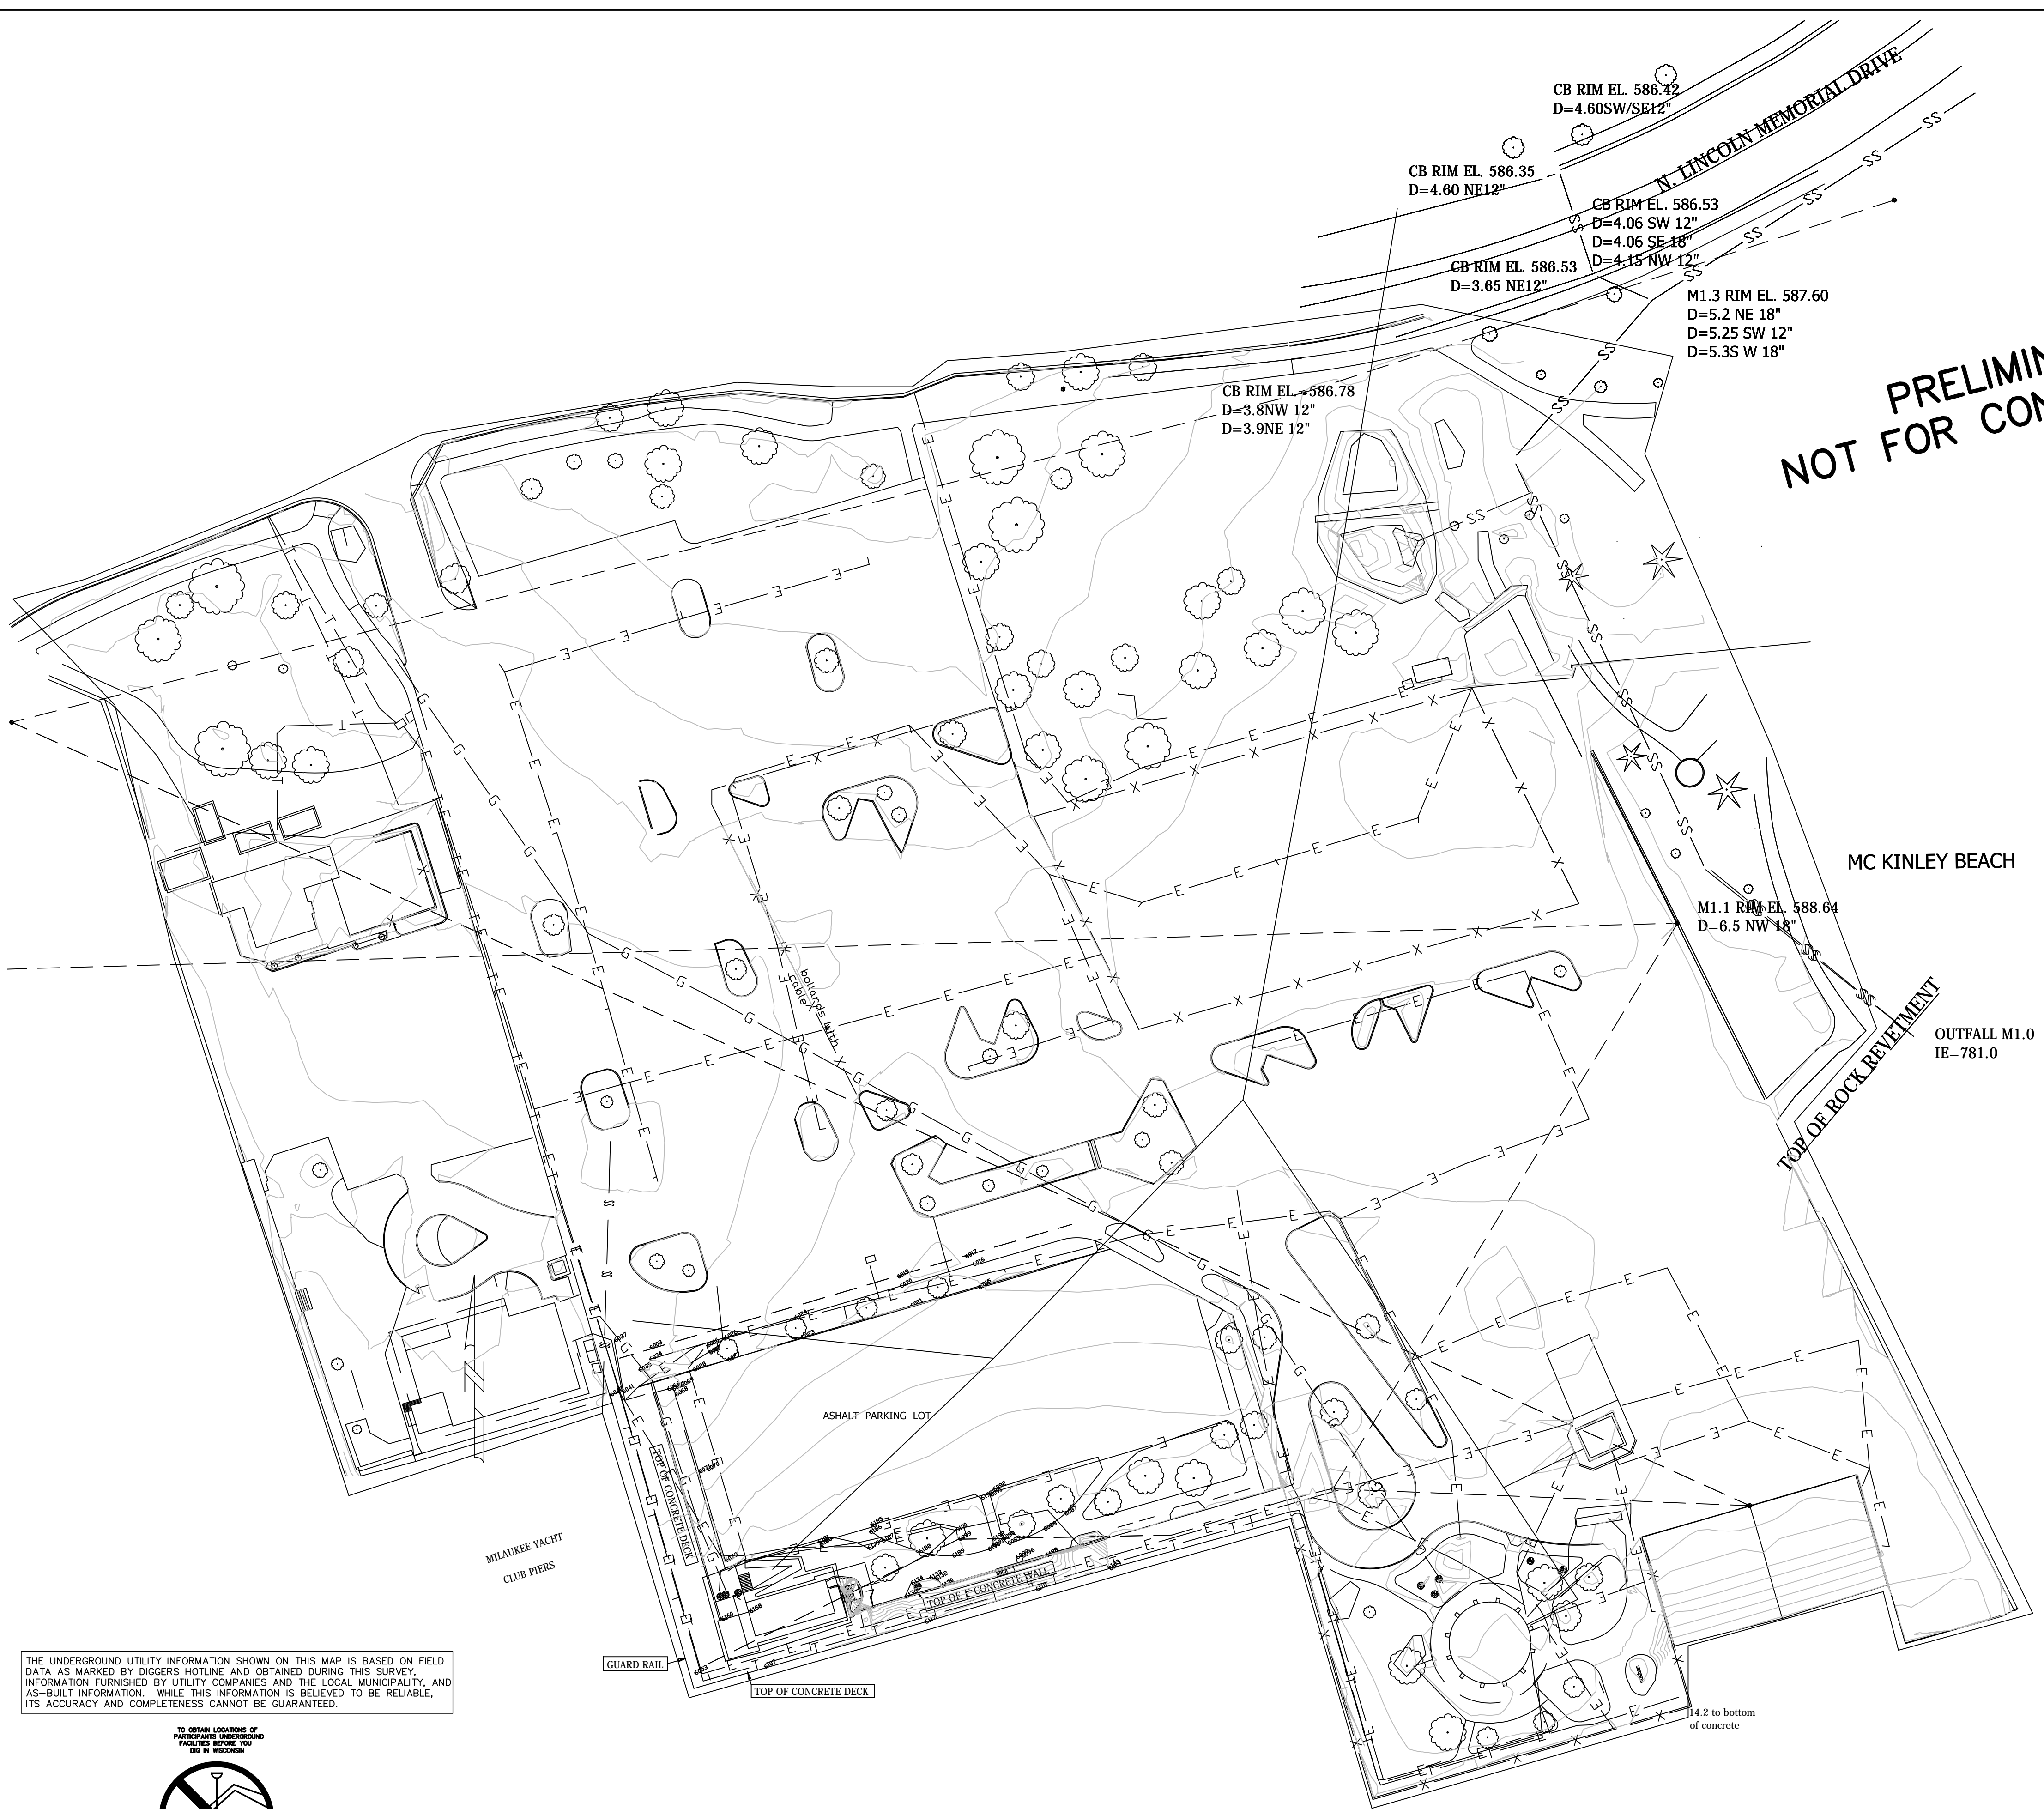 CB RIM EL. 586.42
D=4.60SW/SE12"
N. LINCOLN MEMORIAL DRIVE
CB RIM EL. 586.35
D=4.60 NE12"
CB RIM EL. 586.53
D=4.06 SW 12"
D=4.06 SE 18"
D=4.15 NW 12"
CB RIM EL. 586.53
D=3.65 NE12"
M1.3 RIM EL. 587.60
D=5.2 NE 18"
D=5.25 SW 12"
D=5.3S W 18"
PRELIMIN
NOT FOR CON
CB RIM EL.=586.78
D=3.8NW 12"
D=3.9NE 12"
MC KINLEY BEACH
M1.1 RIM EL. 588.64
D=6.5 NW 18"
bollards with
cable
OUTFALL M1.0
IE=781.0
TOP OF ROCK REVETMENT
ASHALT PARKING LOT
TOP OF CONCRETE DECK
MILAUKEE YACHT
CLUB PIERS
TOP OF 1' CONCRETE WALL
GUARD RAIL
TOP OF CONCRETE DECK
14.2 to bottom
of concrete
THE UNDERGROUND UTILITY INFORMATION SHOWN ON THIS MAP IS BASED ON FIELD
DATA AS MARKED BY DIGGERS HOTLINE AND OBTAINED DURING THIS SURVEY,
INFORMATION FURNISHED BY UTILITY COMPANIES AND THE LOCAL MUNICIPALITY, AND
AS-BUILT INFORMATION. WHILE THIS INFORMATION IS BELIEVED TO BE RELIABLE,
ITS ACCURACY AND COMPLETENESS CANNOT BE GUARANTEED.
TO OBTAIN LOCATIONS OF
PARTICIPANTS UNDERGROUND
FACILITIES BEFORE YOU
DIG IN WISCONSIN